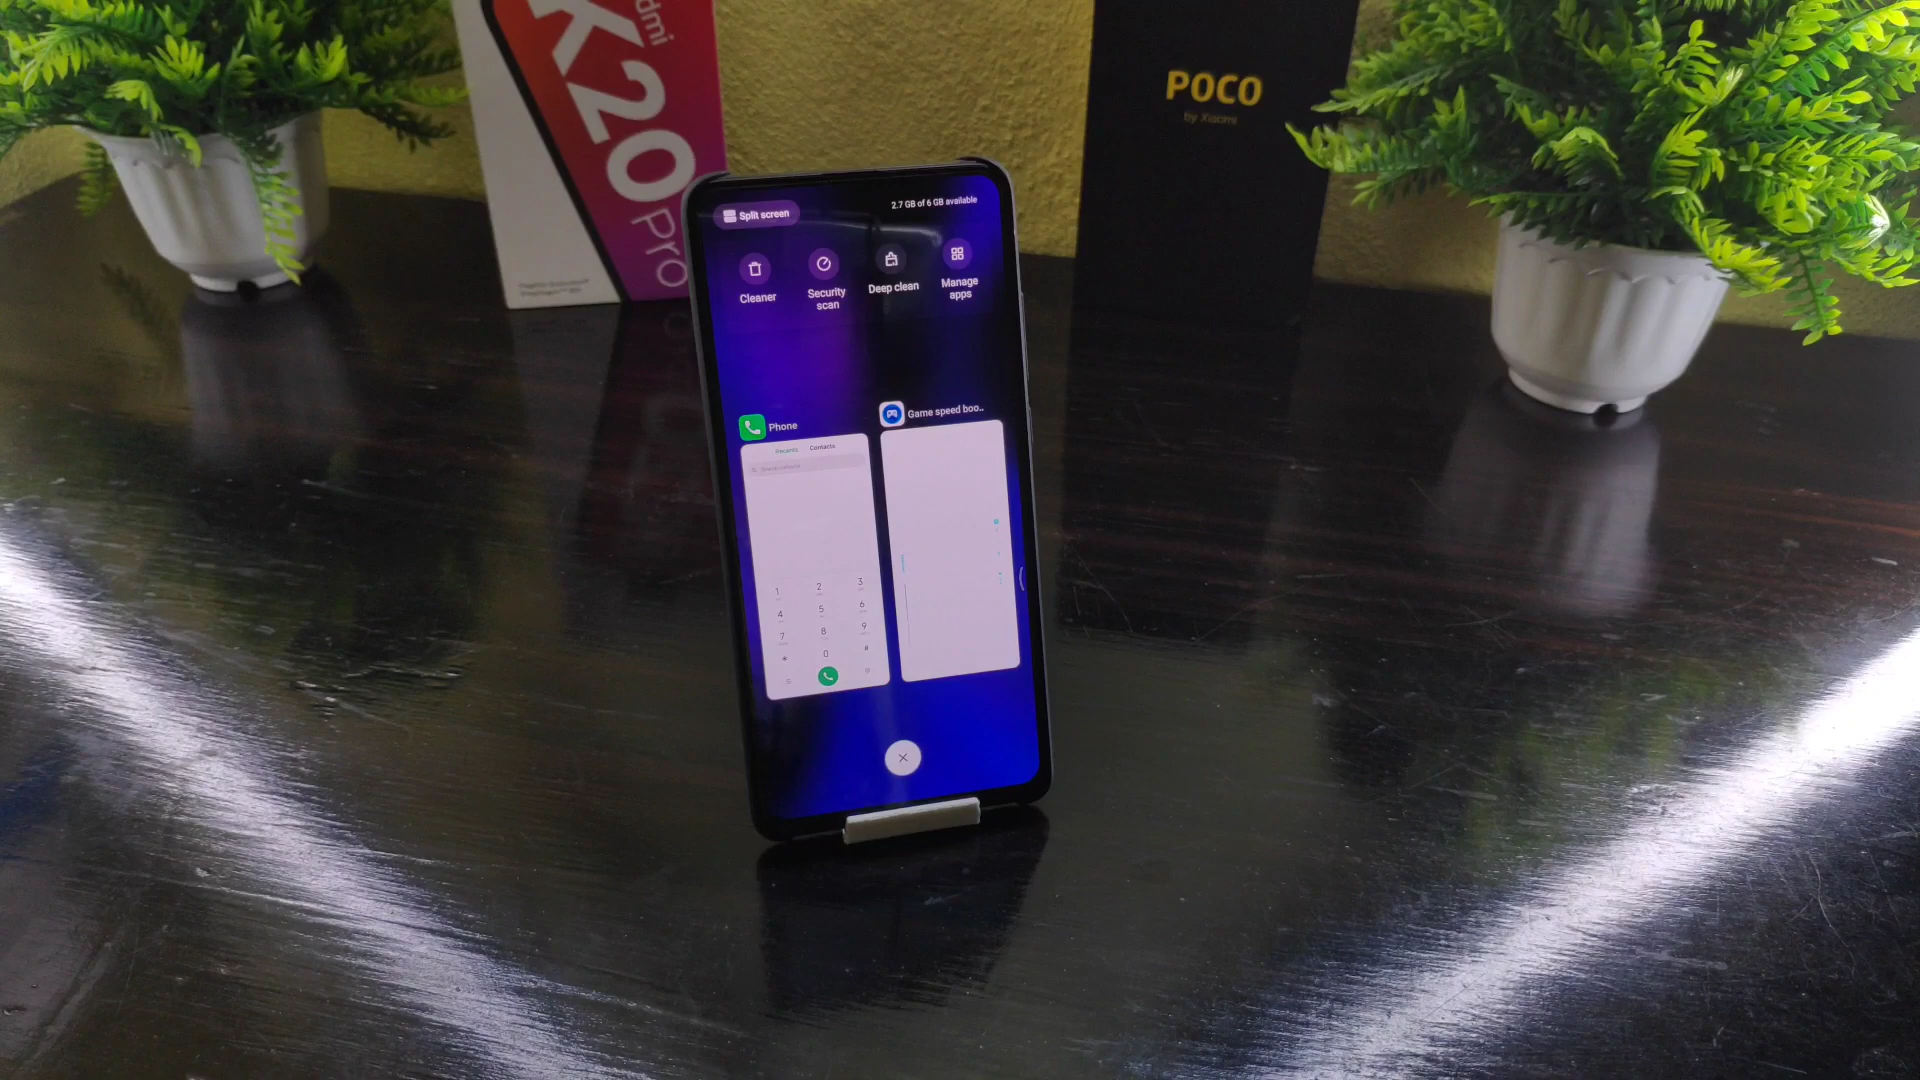 dmi
K20
Pro
POCO
by Xiaomi
Split screen
2.7 GB of 6 GB available
Cleaner
Security
scan
Deep clean
Manage
apps
Phone
Game speed boo..
Recents Contacts
1 2 3
4 5 6
7 8 9
* 0 #